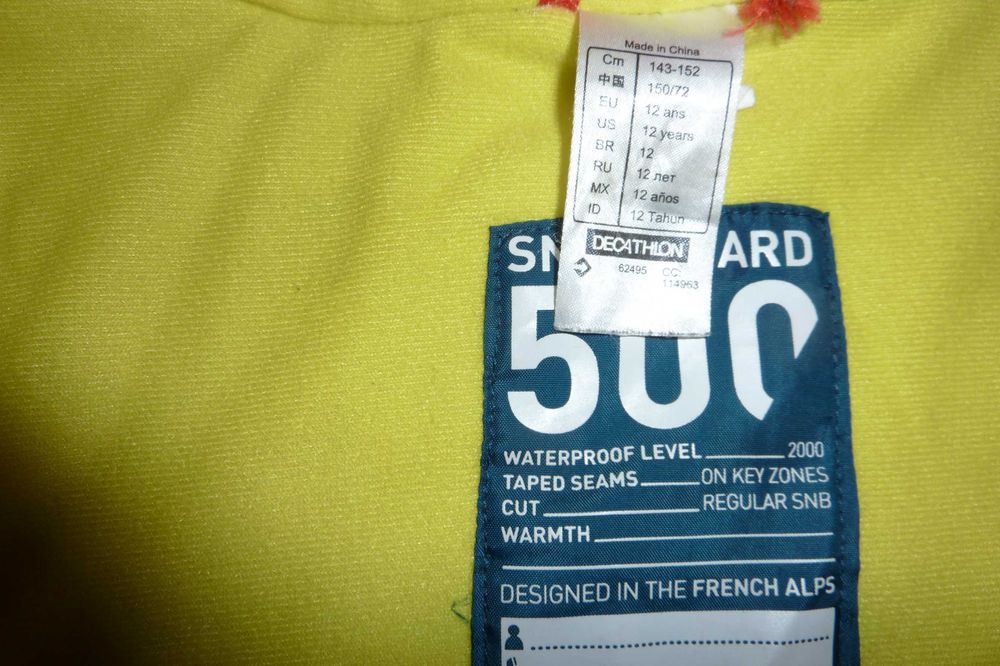 Made in China
Cm 143-152
中国 150/72
EU 12 ans
US 12 years
BR 12
RU 12 лет
MX 12 años
ID 12 Tahun
DECATHLON
62495 CC:
114963
SN ARD
500
WATERPROOF LEVEL 2000
TAPED SEAMS ON KEY ZONES
CUT REGULAR SNB
WARMTH
DESIGNED IN THE FRENCH ALPS